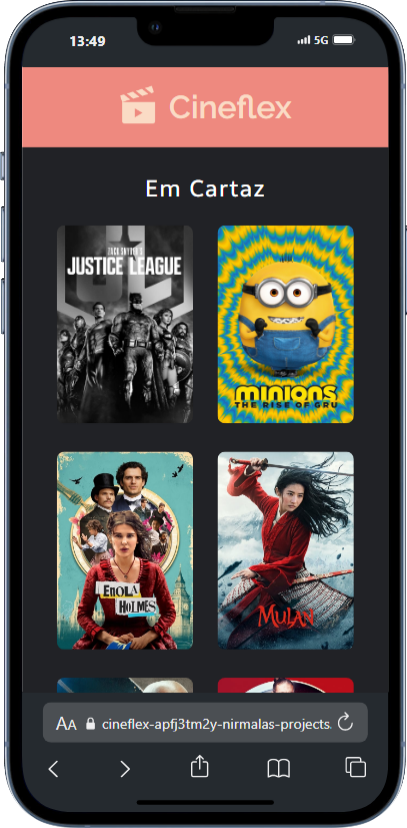 13:49
5G
Cineflex
Em Cartaz
ZACK SNYDER'S
JUSTICE LEAGUE
MINIONS
THE RISE OF GRU
ENOLA
HOLMES
MULAN
AA
cineflex-apfj3tm2y-nirmalas-projects.